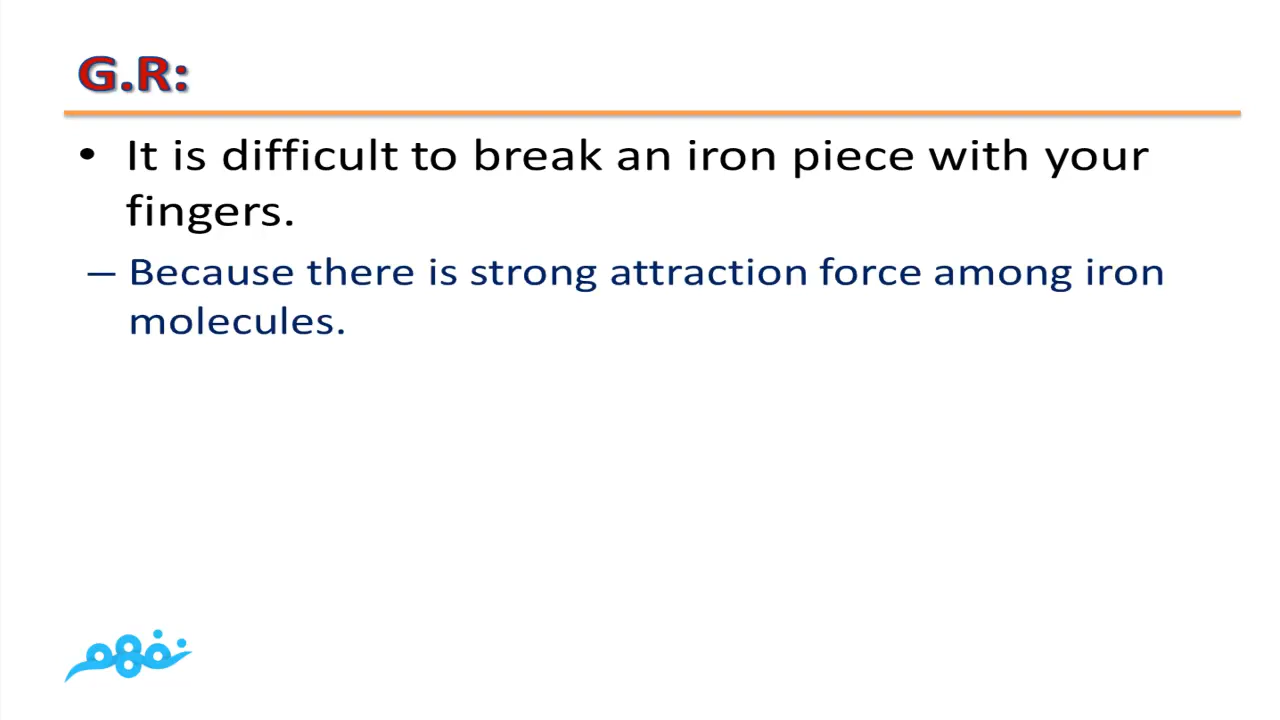 G.R:
• It is difficult to break an iron piece with your
fingers.
– Because there is strong attraction force among iron
molecules.
نفهم